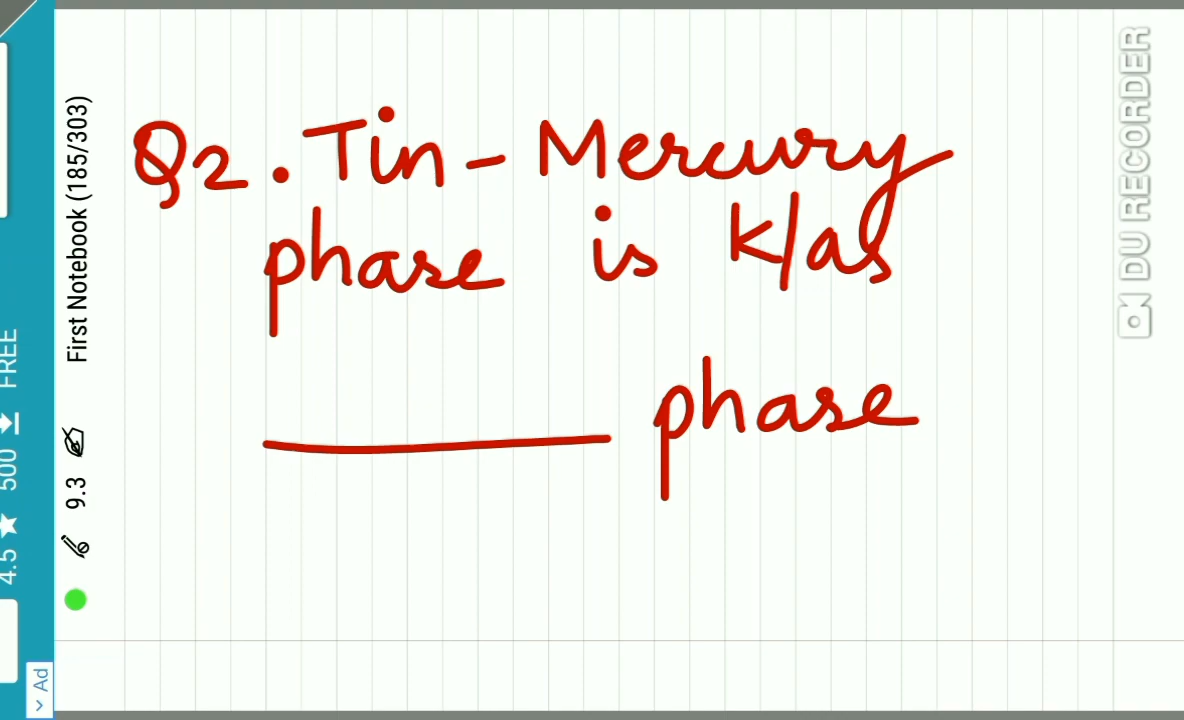 Q2. Tin - Mercury
phase is k/as
______ phase
First Notebook (185/303)
9.3
4.5 ★ 500 FREE
Ad
DU RECORDER